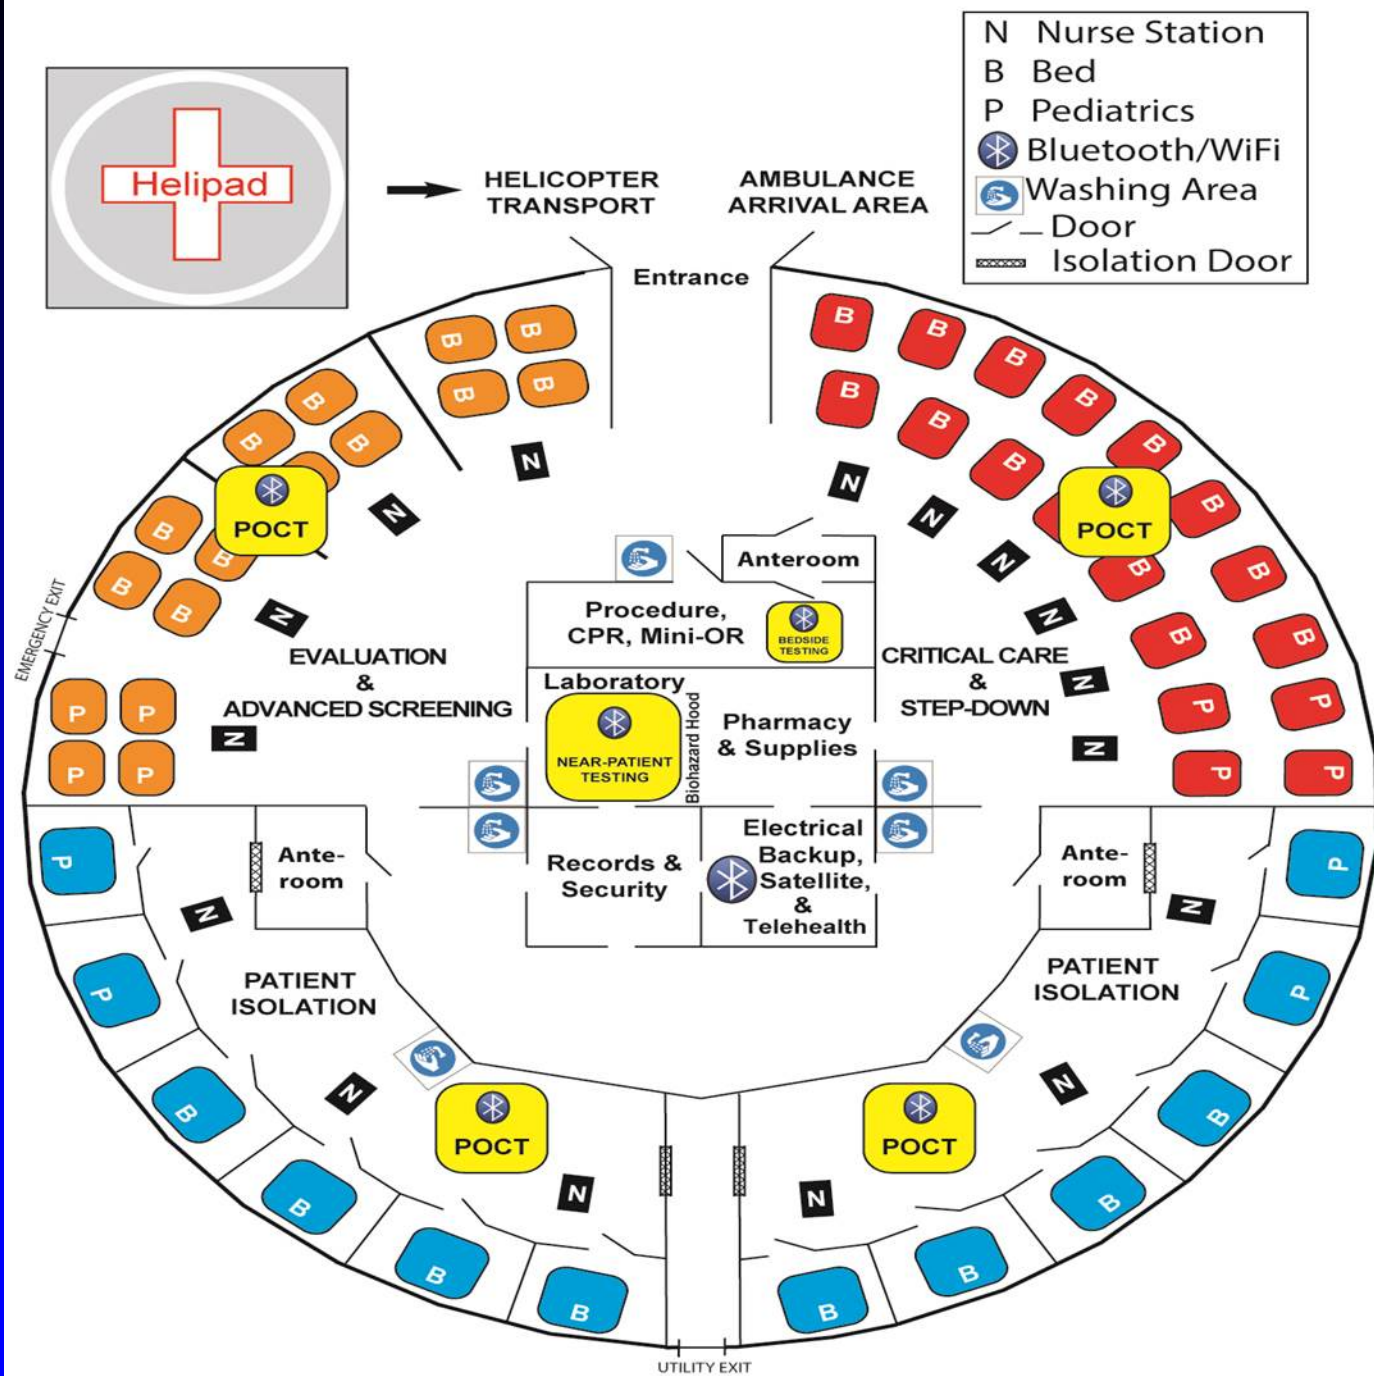 N Nurse Station
B Bed
P Pediatrics
Bluetooth/WiFi
Washing Area
Door
Isolation Door
Helipad
HELICOPTER
TRANSPORT
AMBULANCE
ARRIVAL AREA
Entrance
B
B
B
B
N
B
B
B
N
POCT
B
B
B
B
N
EMERGENCY EXIT
P
P
P
P
N
EVALUATION
&
ADVANCED SCREENING
B
B
B
B
B
B
B
B
B
B
B
B
B
B
P
P
P
P
POCT
N
N
N
N
N
N
CRITICAL CARE
&
STEP-DOWN
Anteroom
Procedure,
CPR, Mini-OR
BEDSIDE
TESTING
Laboratory
NEAR-PATIENT
TESTING
Biohazard Hood
Pharmacy
& Supplies
Records &
Security
Electrical
Backup,
Satellite,
&
Telehealth
Ante-
room
Ante-
room
P
P
B
B
B
B
N
N
N
PATIENT
ISOLATION
POCT
P
P
B
B
B
B
N
N
N
PATIENT
ISOLATION
POCT
UTILITY EXIT